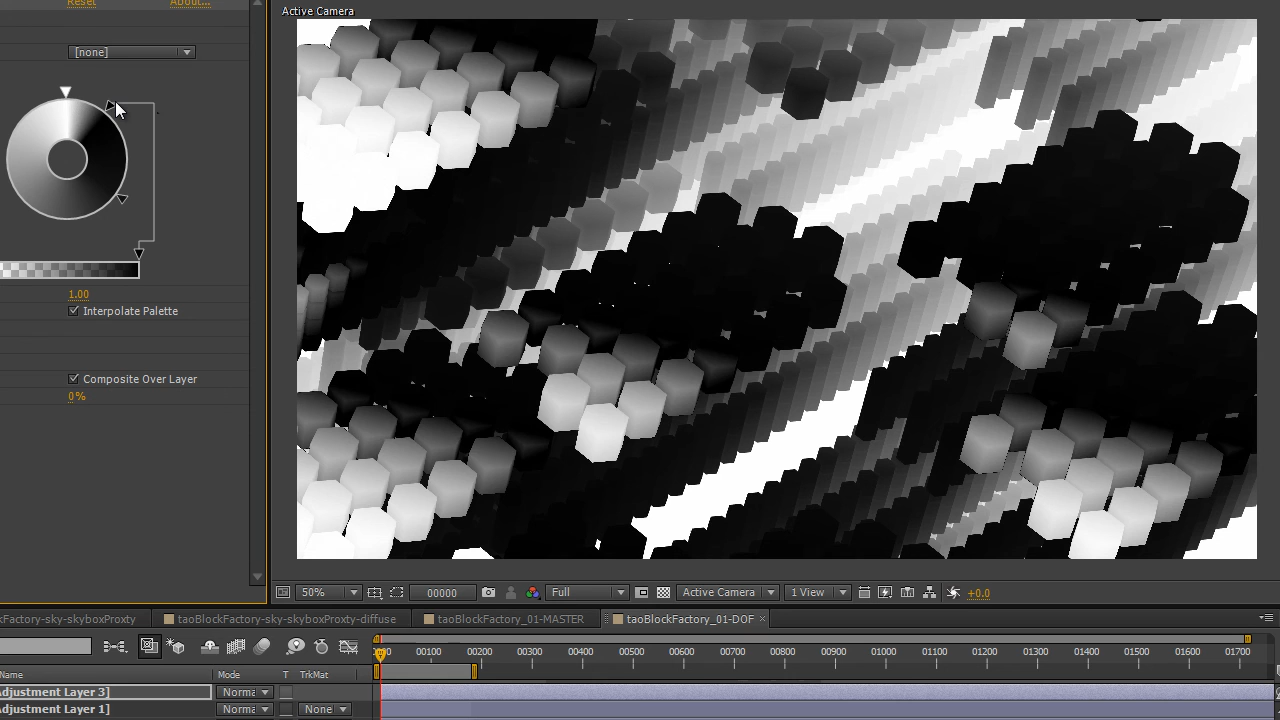 Reset About...
Active Camera
[none]
1.00
Interpolate Palette
Composite Over Layer
0%
50% 00000 Full Active Camera 1 View +0.0
Factory-sky-skyboxProxty taoBlockFactory-sky-skyboxProxty-diffuse taoBlockFactory_01-MASTER taoBlockFactory_01-DOF
00100 00200 00300 00400 00500 00600 00700 00800 00900 01000 01100 01200 01300 01400 01500 01600 01700
Name Mode T TrkMat
Adjustment Layer 3] Norma
Adjustment Layer 1] Norma None